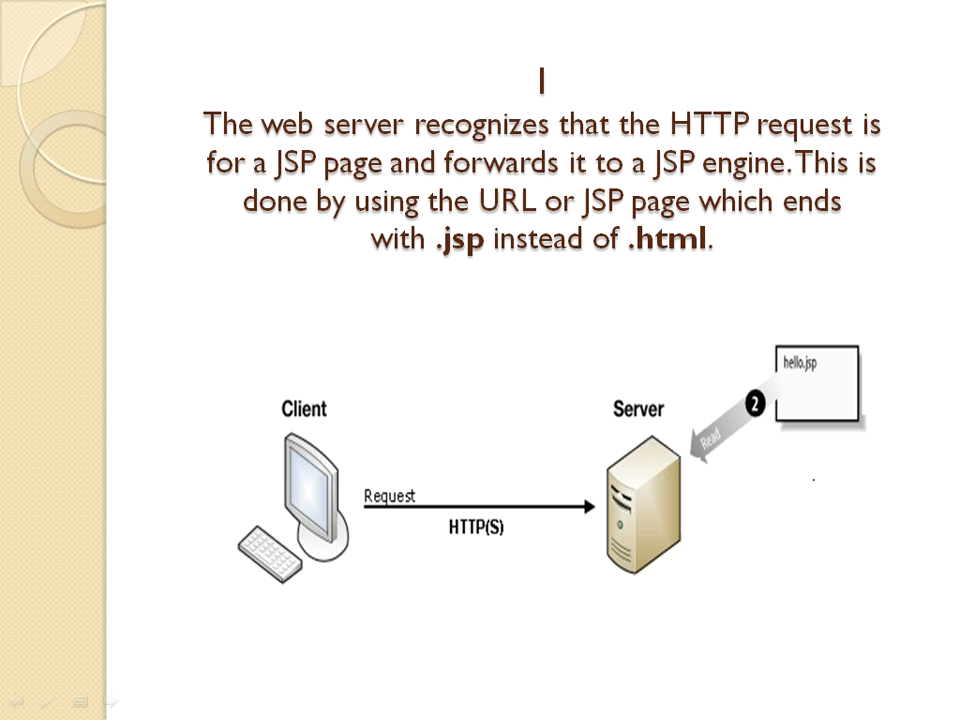 l
The web server recognizes that the HTTP request is
for a JSP page and forwards it to a JSP engine. This is
done by using the URL or JSP page which ends
with .jsp instead of .html.
hello.jsp
Client
Server
2
Read
Request
HTTP(S)